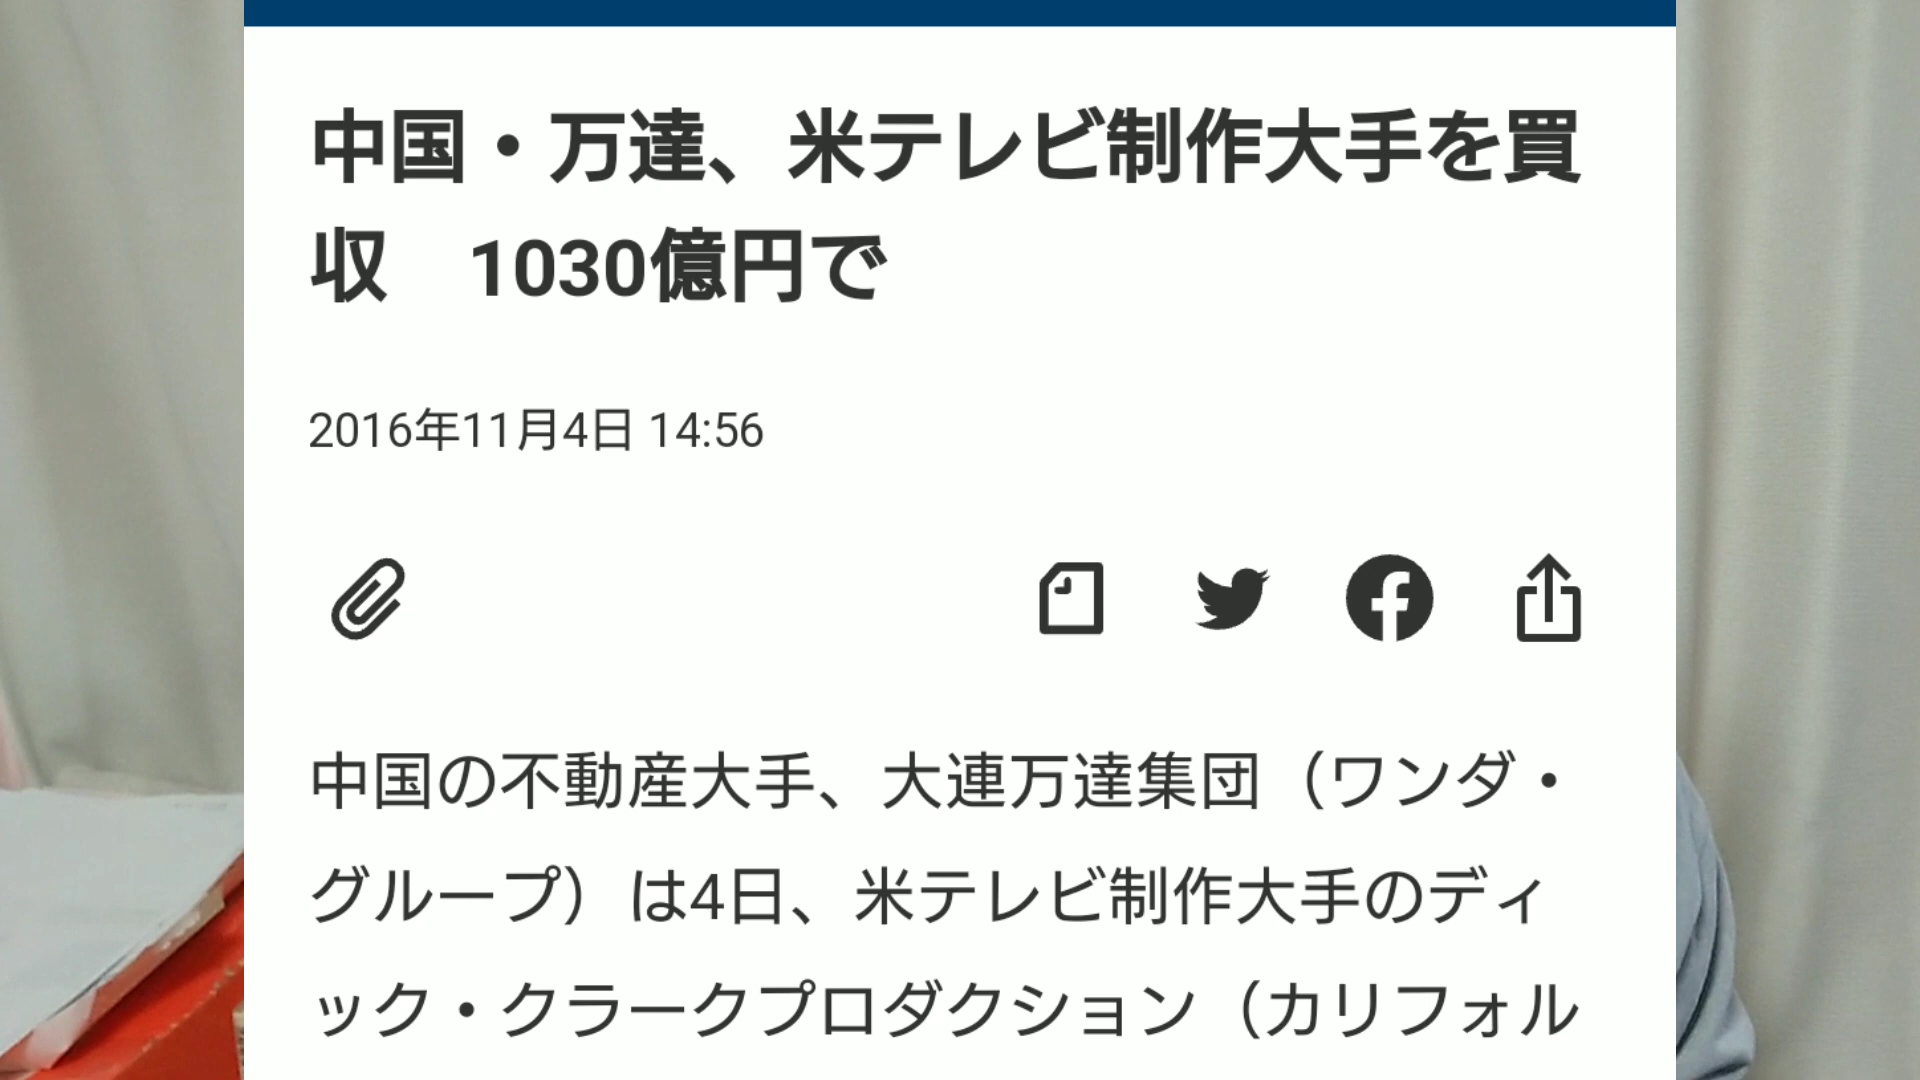 中国・万達、米テレビ制作大手を買
収　1030億円で
2016年11月4日 14:56
中国の不動産大手、大連万達集団（ワンダ・
グループ）は4日、米テレビ制作大手のディ
ック・クラークプロダクション（カリフォル